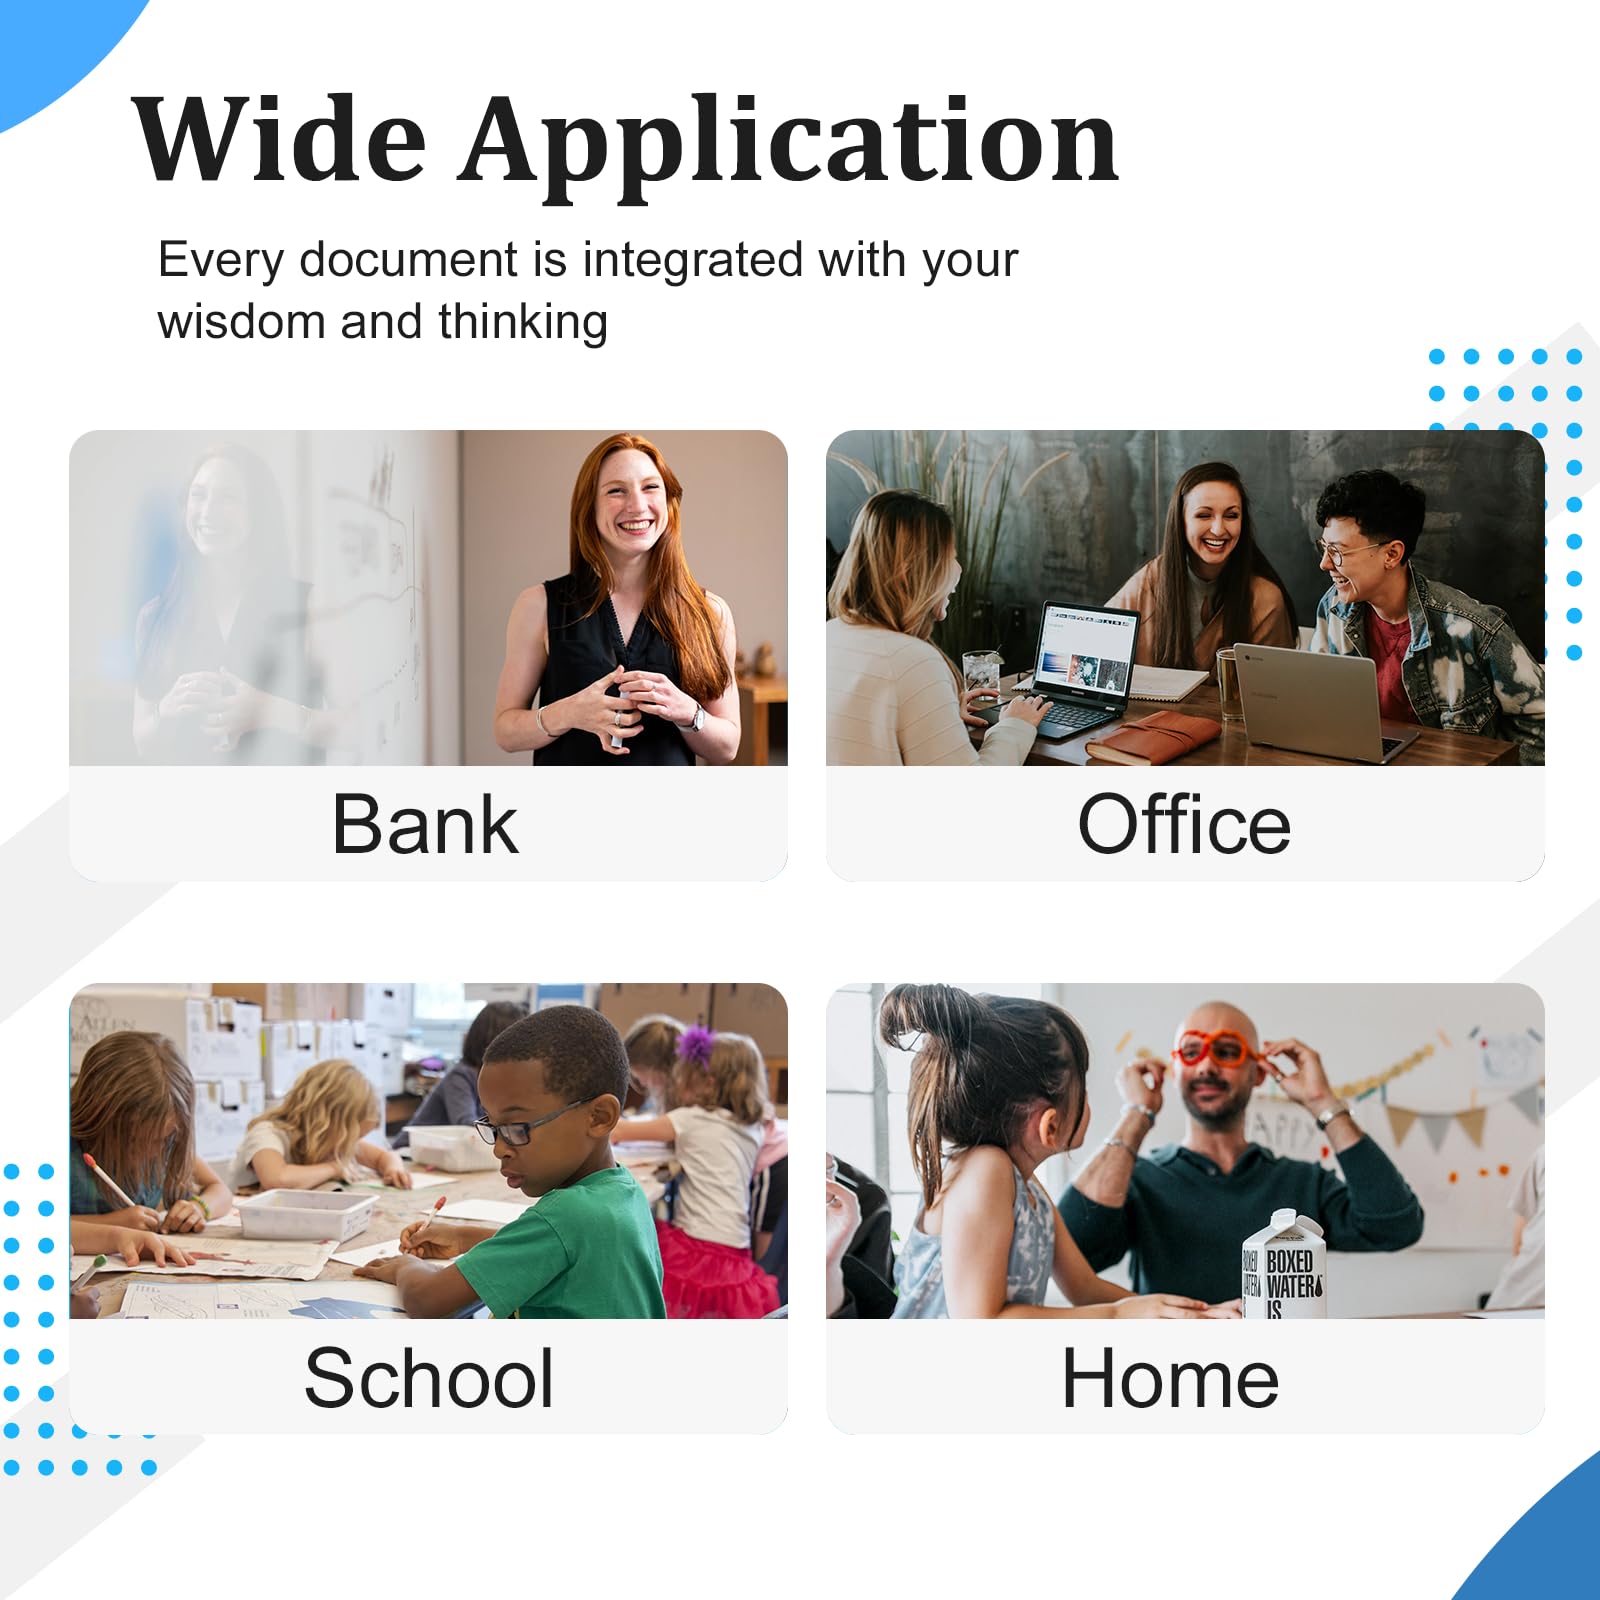 Wide Application
Every document is integrated with your
wisdom and thinking
Bank
Office
School
Home
BOXED
WATER
IS